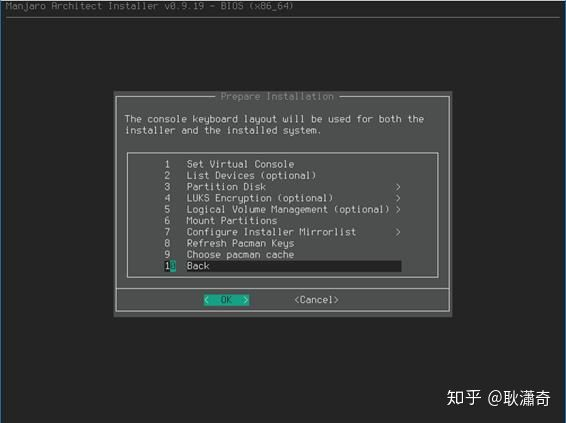 Manjaro Architect Installer v0.9.19 - BIOS (x86_64)
Prepare Installation
The console keyboard layout will be used for both the
installer and the installed system.
1 Set Virtual Console
2 List Devices (optional)
3 Partition Disk >
4 LUKS Encryption (optional) >
5 Logical Volume Management (optional) >
6 Mount Partitions
7 Configure Installer Mirrorlist >
8 Refresh Pacman Keys
9 Choose pacman cache
10 Back
< OK > <Cancel>
知乎 @耿潇奇